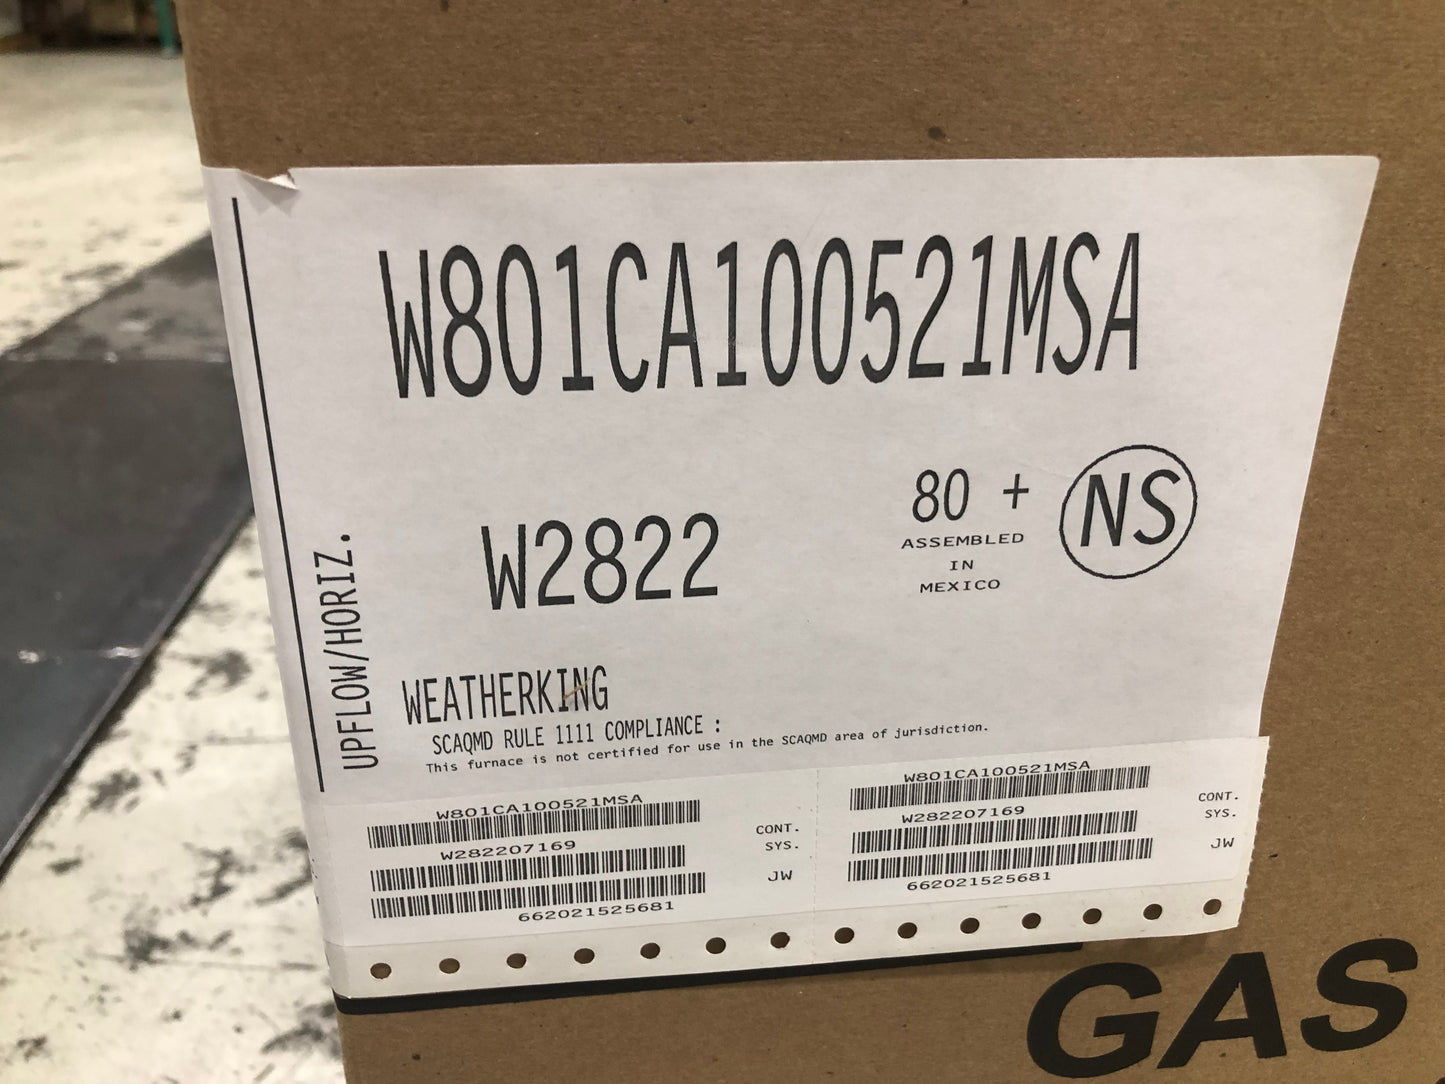 W801CA100521MSA
W2822
80 +
ASSEMBLED
IN
MEXICO
NS
UPFLOW/HORIZ.
WEATHERKING
SCAQMD RULE 1111 COMPLIANCE :
This furnace is not certified for use in the SCAQMD area of jurisdiction.
W801CA100521MSA
W282207169
662021525681
CONT.
SYS.
JW
W801CA100521MSA
W282207169
662021525681
CONT.
SYS.
JW
GAS